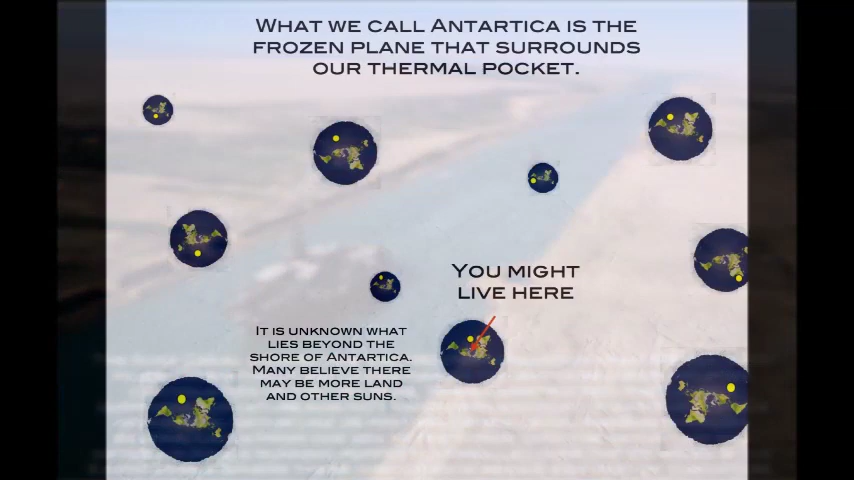 What we call Antartica is the
frozen plane that surrounds
our thermal pocket.
You might
live here
It is unknown what
lies beyond the
shore of Antartica.
Many believe there
may be more land
and other suns.